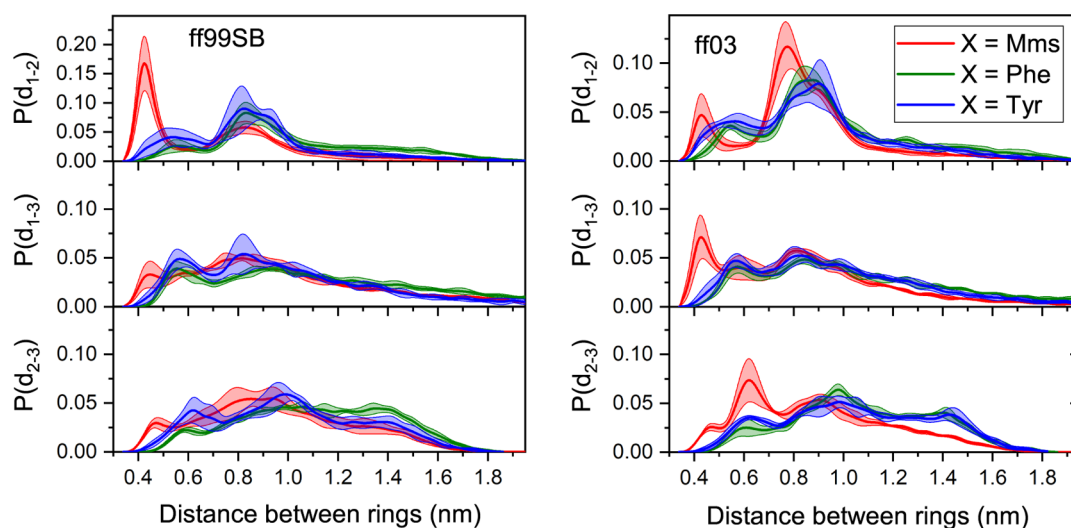 ff99SB
P(d1-2)
0.20
0.15
0.10
0.05
0.00
P(d1-3)
0.10
0.05
0.00
P(d2-3)
0.10
0.05
0.00
0.4 0.6 0.8 1.0 1.2 1.4 1.6 1.8
Distance between rings (nm)
ff03
X = Mms
X = Phe
X = Tyr
P(d1-2)
0.10
0.05
0.00
P(d1-3)
0.10
0.05
0.00
P(d2-3)
0.10
0.05
0.00
0.4 0.6 0.8 1.0 1.2 1.4 1.6 1.8
Distance between rings (nm)